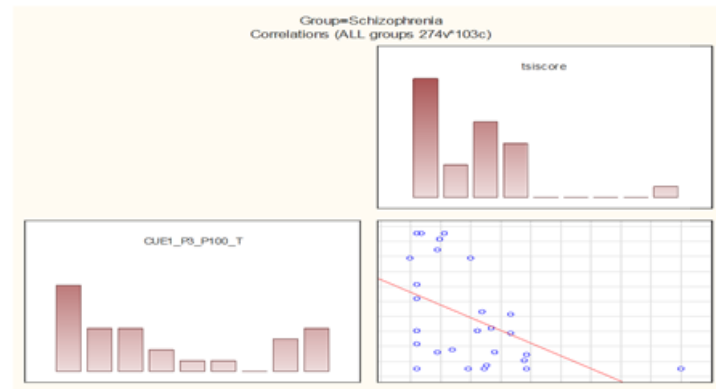 Group=Schizophrenia
Correlations (ALL groups 274v*103c)
tsiscore
CUE1_P3_P100_T